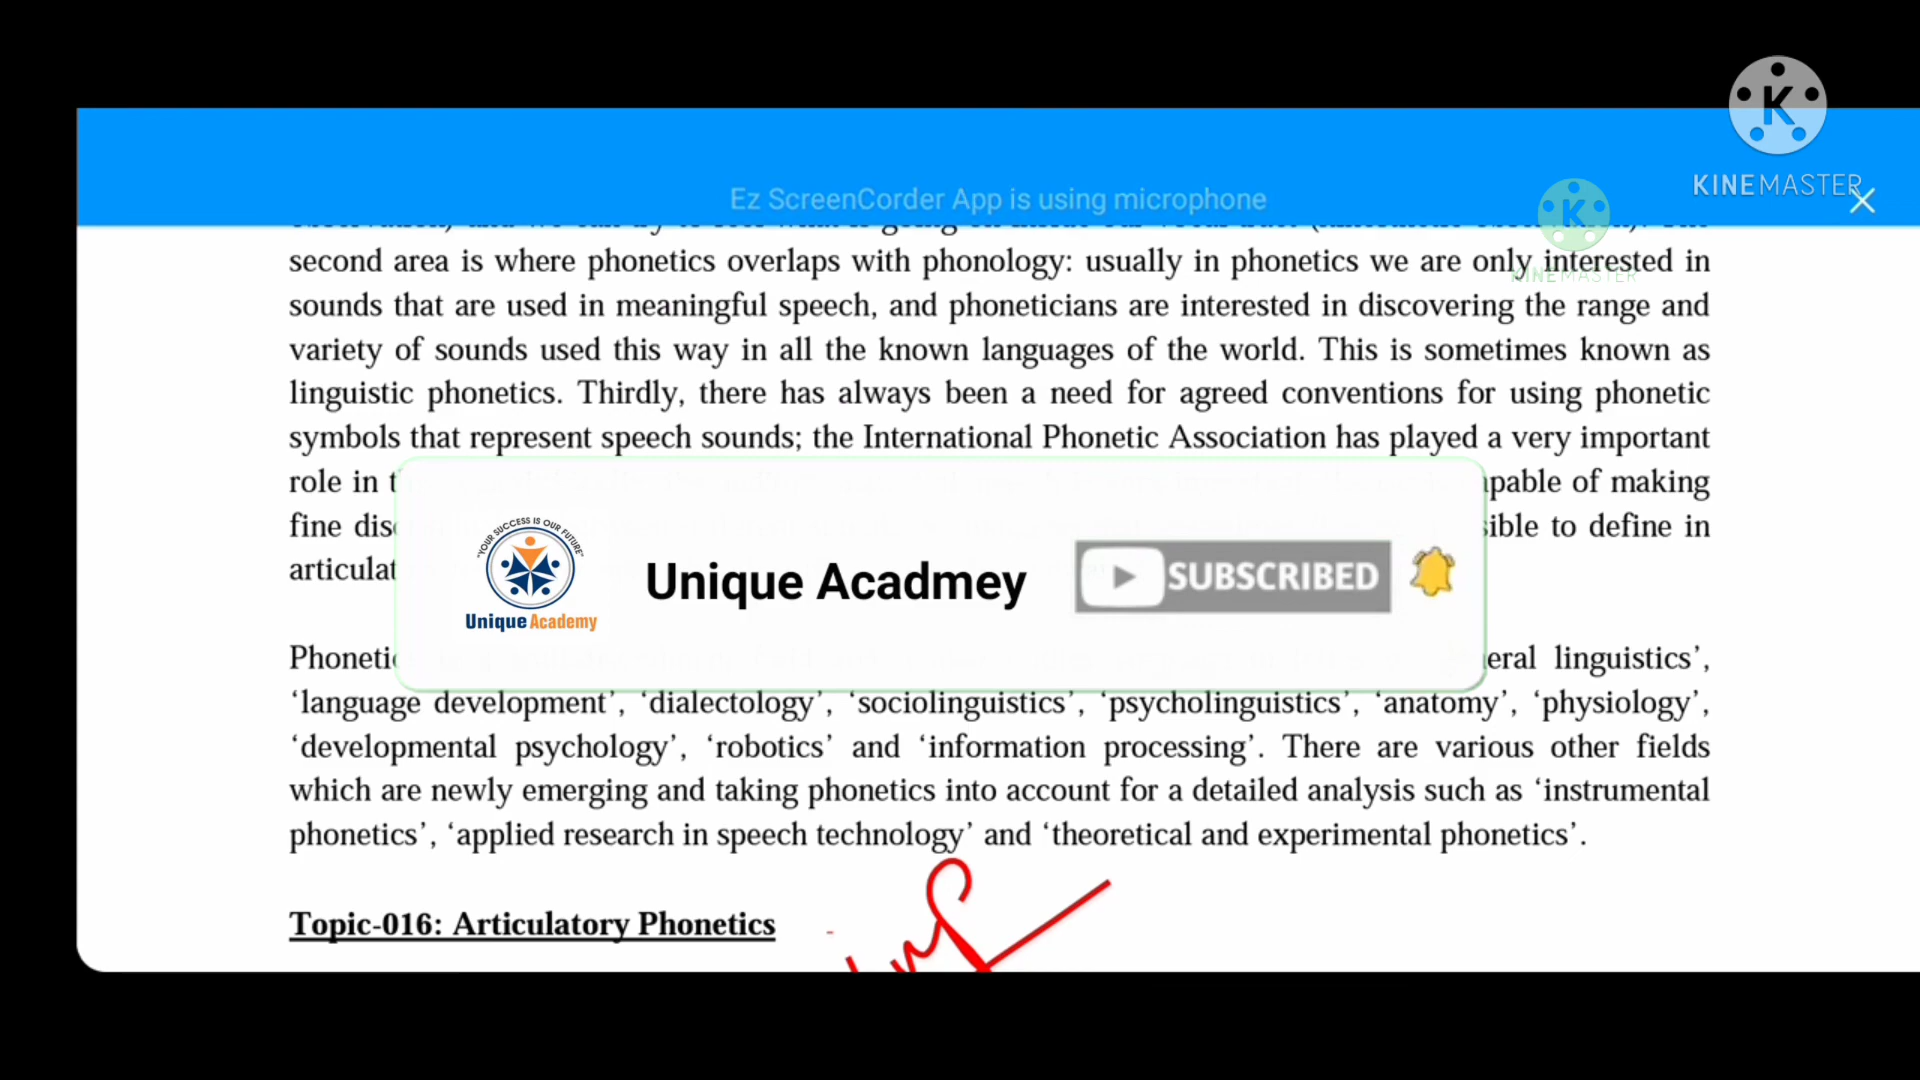 KINEMASTER
Ez ScreenCorder App is using microphone
KINEMASTER
second area is where phonetics overlaps with phonology: usually in phonetics we are only interested in
sounds that are used in meaningful speech, and phoneticians are interested in discovering the range and
variety of sounds used this way in all the known languages of the world. This is sometimes known as
linguistic phonetics. Thirdly, there has always been a need for agreed conventions for using phonetic
symbols that represent speech sounds; the International Phonetic Association has played a very important
role in of making
fine to define in
"YOUR SUCCESS IS OUR FUTURE"
Unique Academy
Unique Acadmey
SUBSCRIBED
linguistics’,
‘language development’, ‘dialectology’, ‘sociolinguistics’, ‘psycholinguistics’, ‘anatomy’, ‘physiology’,
‘developmental psychology’, ‘robotics’ and ‘information processing’. There are various other fields
which are newly emerging and taking phonetics into account for a detailed analysis such as ‘instrumental
phonetics’, ‘applied research in speech technology’ and ‘theoretical and experimental phonetics’.
Topic-016: Articulatory Phonetics